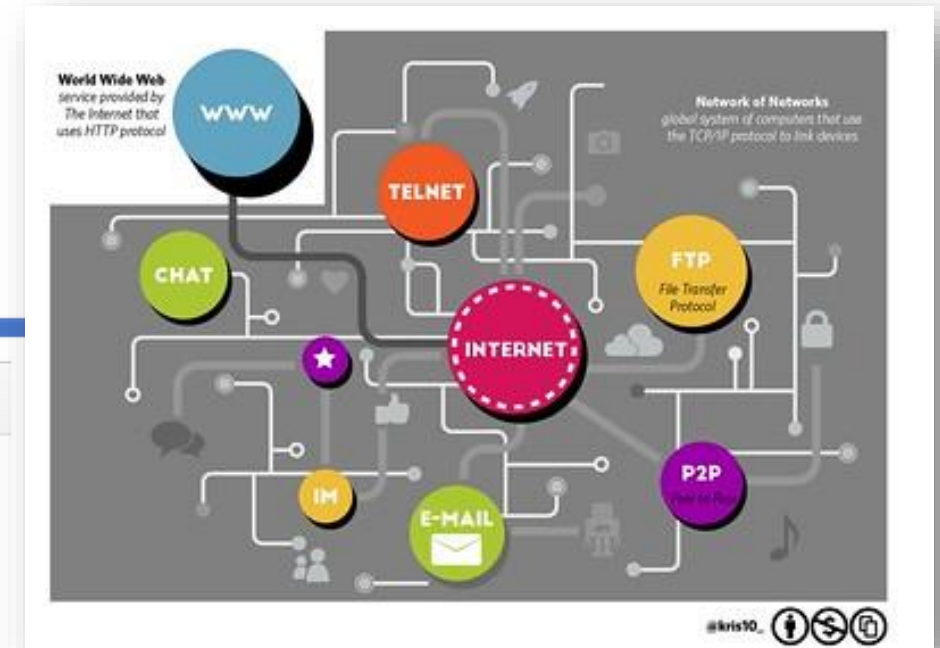 World Wide Web
service provided by
The Internet that
uses HTTP protocol
WWW
Network of Networks
global system of computers that use
the TCP/IP protocol to link devices
TELNET
CHAT
FTP
File Transfer
Protocol
INTERNET
IM
E-MAIL
P2P
Peer to Peer
@kris10_